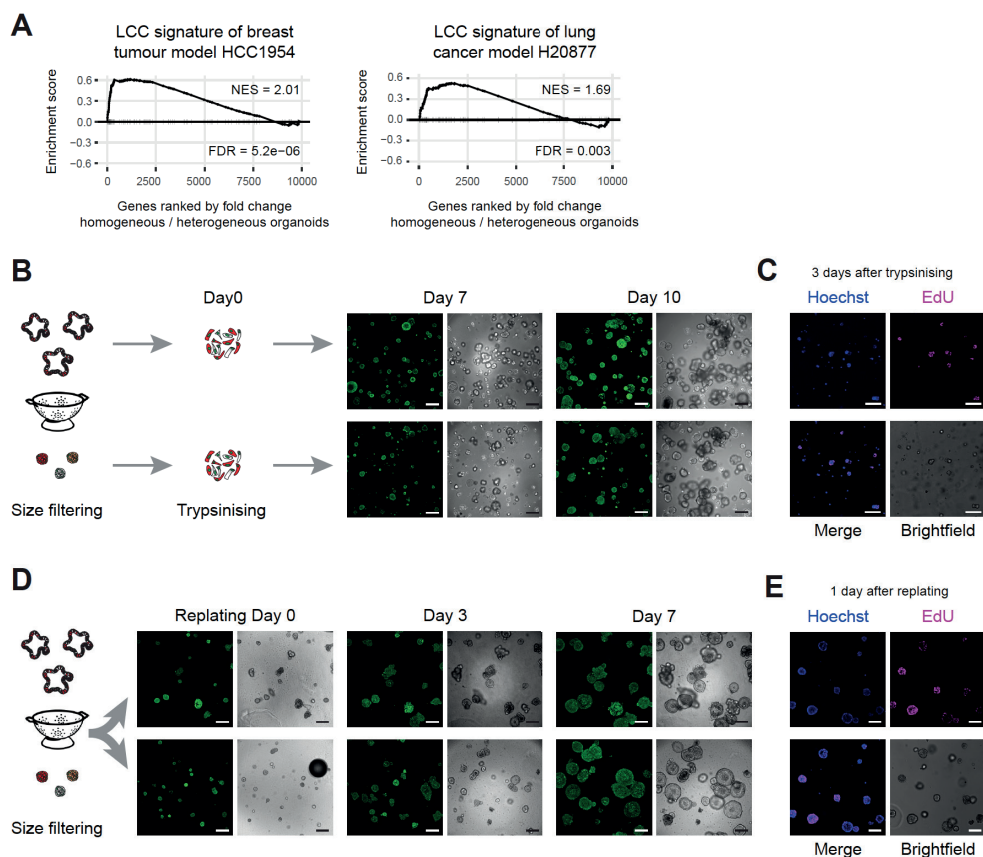 A
LCC signature of breast
tumour model HCC1954
Enrichment score
0.6
0.3
0.0
−0.3
−0.6
NES = 2.01
FDR = 5.2e−06
0
2500
5000
7500
10000
Genes ranked by fold change
homogeneous / heterogeneous organoids
LCC signature of lung
cancer model H20877
Enrichment score
0.6
0.3
0.0
−0.3
−0.6
NES = 1.69
FDR = 0.003
0
2500
5000
7500
10000
Genes ranked by fold change
homogeneous / heterogeneous organoids
B
Day0
Day 7
Day 10
Size filtering
Trypsinising
C
3 days after trypsinising
Hoechst
EdU
Merge
Brightfield
D
Replating Day 0
Day 3
Day 7
Size filtering
E
1 day after replating
Hoechst
EdU
Merge
Brightfield